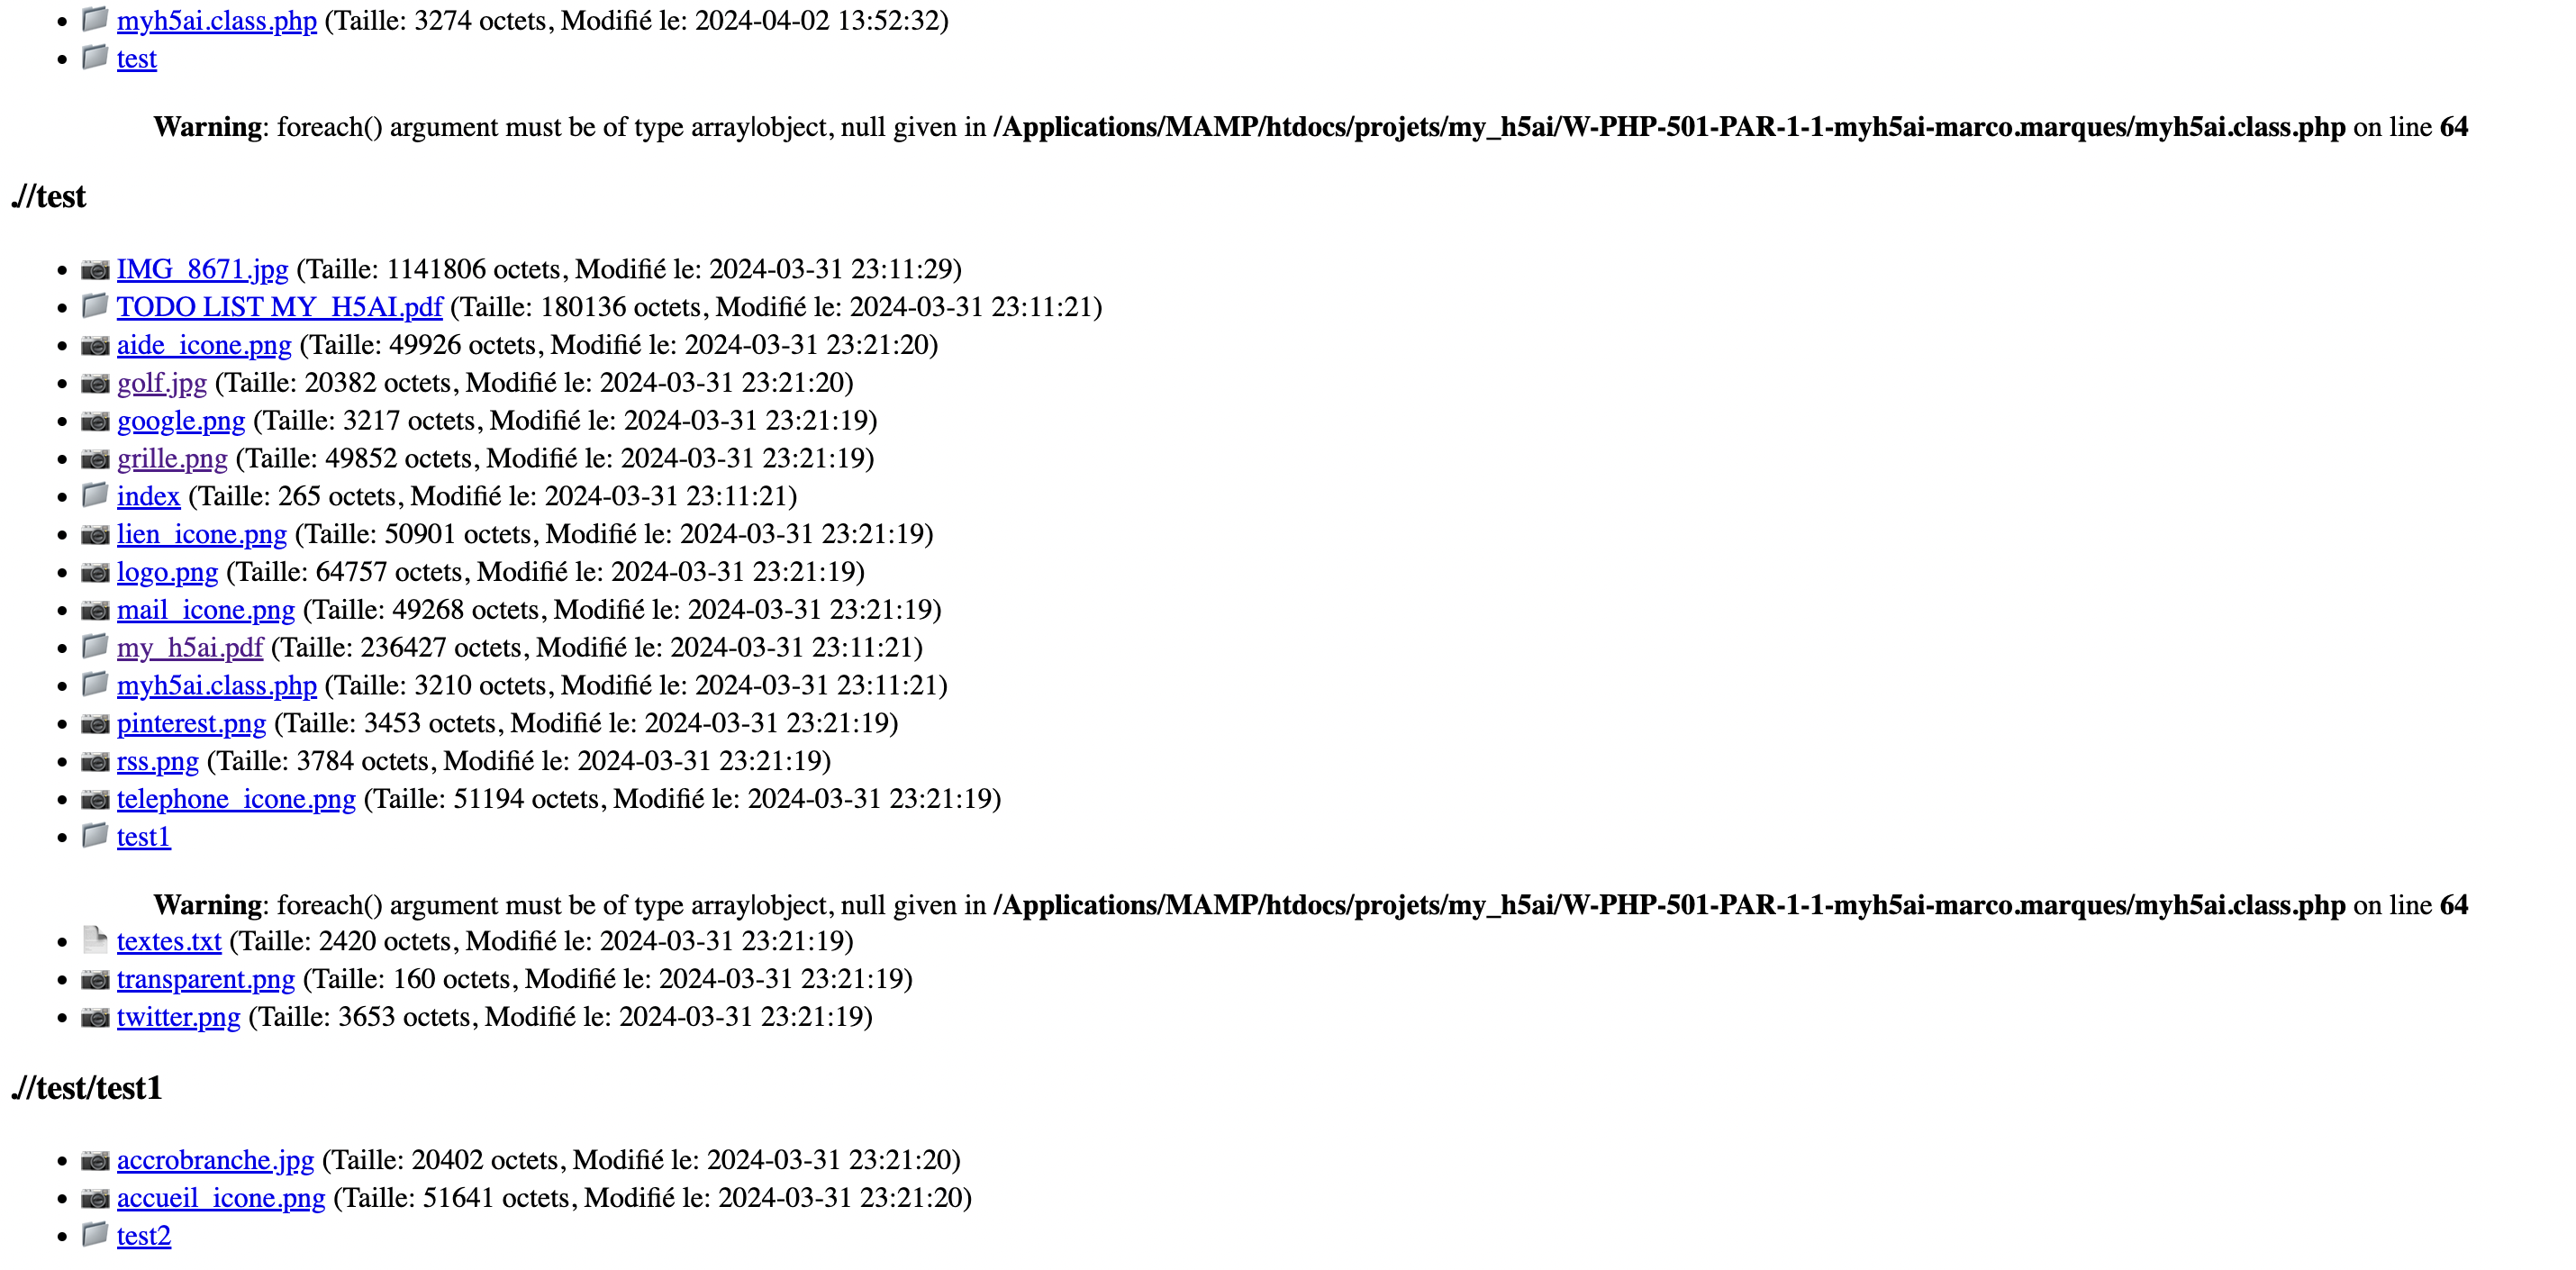 myh5ai.class.php (Taille: 3274 octets, Modifié le: 2024-04-02 13:52:32)
test
Warning: foreach() argument must be of type array|object, null given in /Applications/MAMP/htdocs/projets/my_h5ai/W-PHP-501-PAR-1-1-myh5ai-marco.marques/myh5ai.class.php on line 64
.//test
IMG_8671.jpg (Taille: 1141806 octets, Modifié le: 2024-03-31 23:11:29)
TODO LIST MY_H5AI.pdf (Taille: 180136 octets, Modifié le: 2024-03-31 23:11:21)
aide_icone.png (Taille: 49926 octets, Modifié le: 2024-03-31 23:21:20)
golf.jpg (Taille: 20382 octets, Modifié le: 2024-03-31 23:21:20)
google.png (Taille: 3217 octets, Modifié le: 2024-03-31 23:21:19)
grille.png (Taille: 49852 octets, Modifié le: 2024-03-31 23:21:19)
index (Taille: 265 octets, Modifié le: 2024-03-31 23:11:21)
lien_icone.png (Taille: 50901 octets, Modifié le: 2024-03-31 23:21:19)
logo.png (Taille: 64757 octets, Modifié le: 2024-03-31 23:21:19)
mail_icone.png (Taille: 49268 octets, Modifié le: 2024-03-31 23:21:19)
my_h5ai.pdf (Taille: 236427 octets, Modifié le: 2024-03-31 23:11:21)
myh5ai.class.php (Taille: 3210 octets, Modifié le: 2024-03-31 23:11:21)
pinterest.png (Taille: 3453 octets, Modifié le: 2024-03-31 23:21:19)
rss.png (Taille: 3784 octets, Modifié le: 2024-03-31 23:21:19)
telephone_icone.png (Taille: 51194 octets, Modifié le: 2024-03-31 23:21:19)
test1
Warning: foreach() argument must be of type array|object, null given in /Applications/MAMP/htdocs/projets/my_h5ai/W-PHP-501-PAR-1-1-myh5ai-marco.marques/myh5ai.class.php on line 64
textes.txt (Taille: 2420 octets, Modifié le: 2024-03-31 23:21:19)
transparent.png (Taille: 160 octets, Modifié le: 2024-03-31 23:21:19)
twitter.png (Taille: 3653 octets, Modifié le: 2024-03-31 23:21:19)
.//test/test1
accrobranche.jpg (Taille: 20402 octets, Modifié le: 2024-03-31 23:21:20)
accueil_icone.png (Taille: 51641 octets, Modifié le: 2024-03-31 23:21:20)
test2